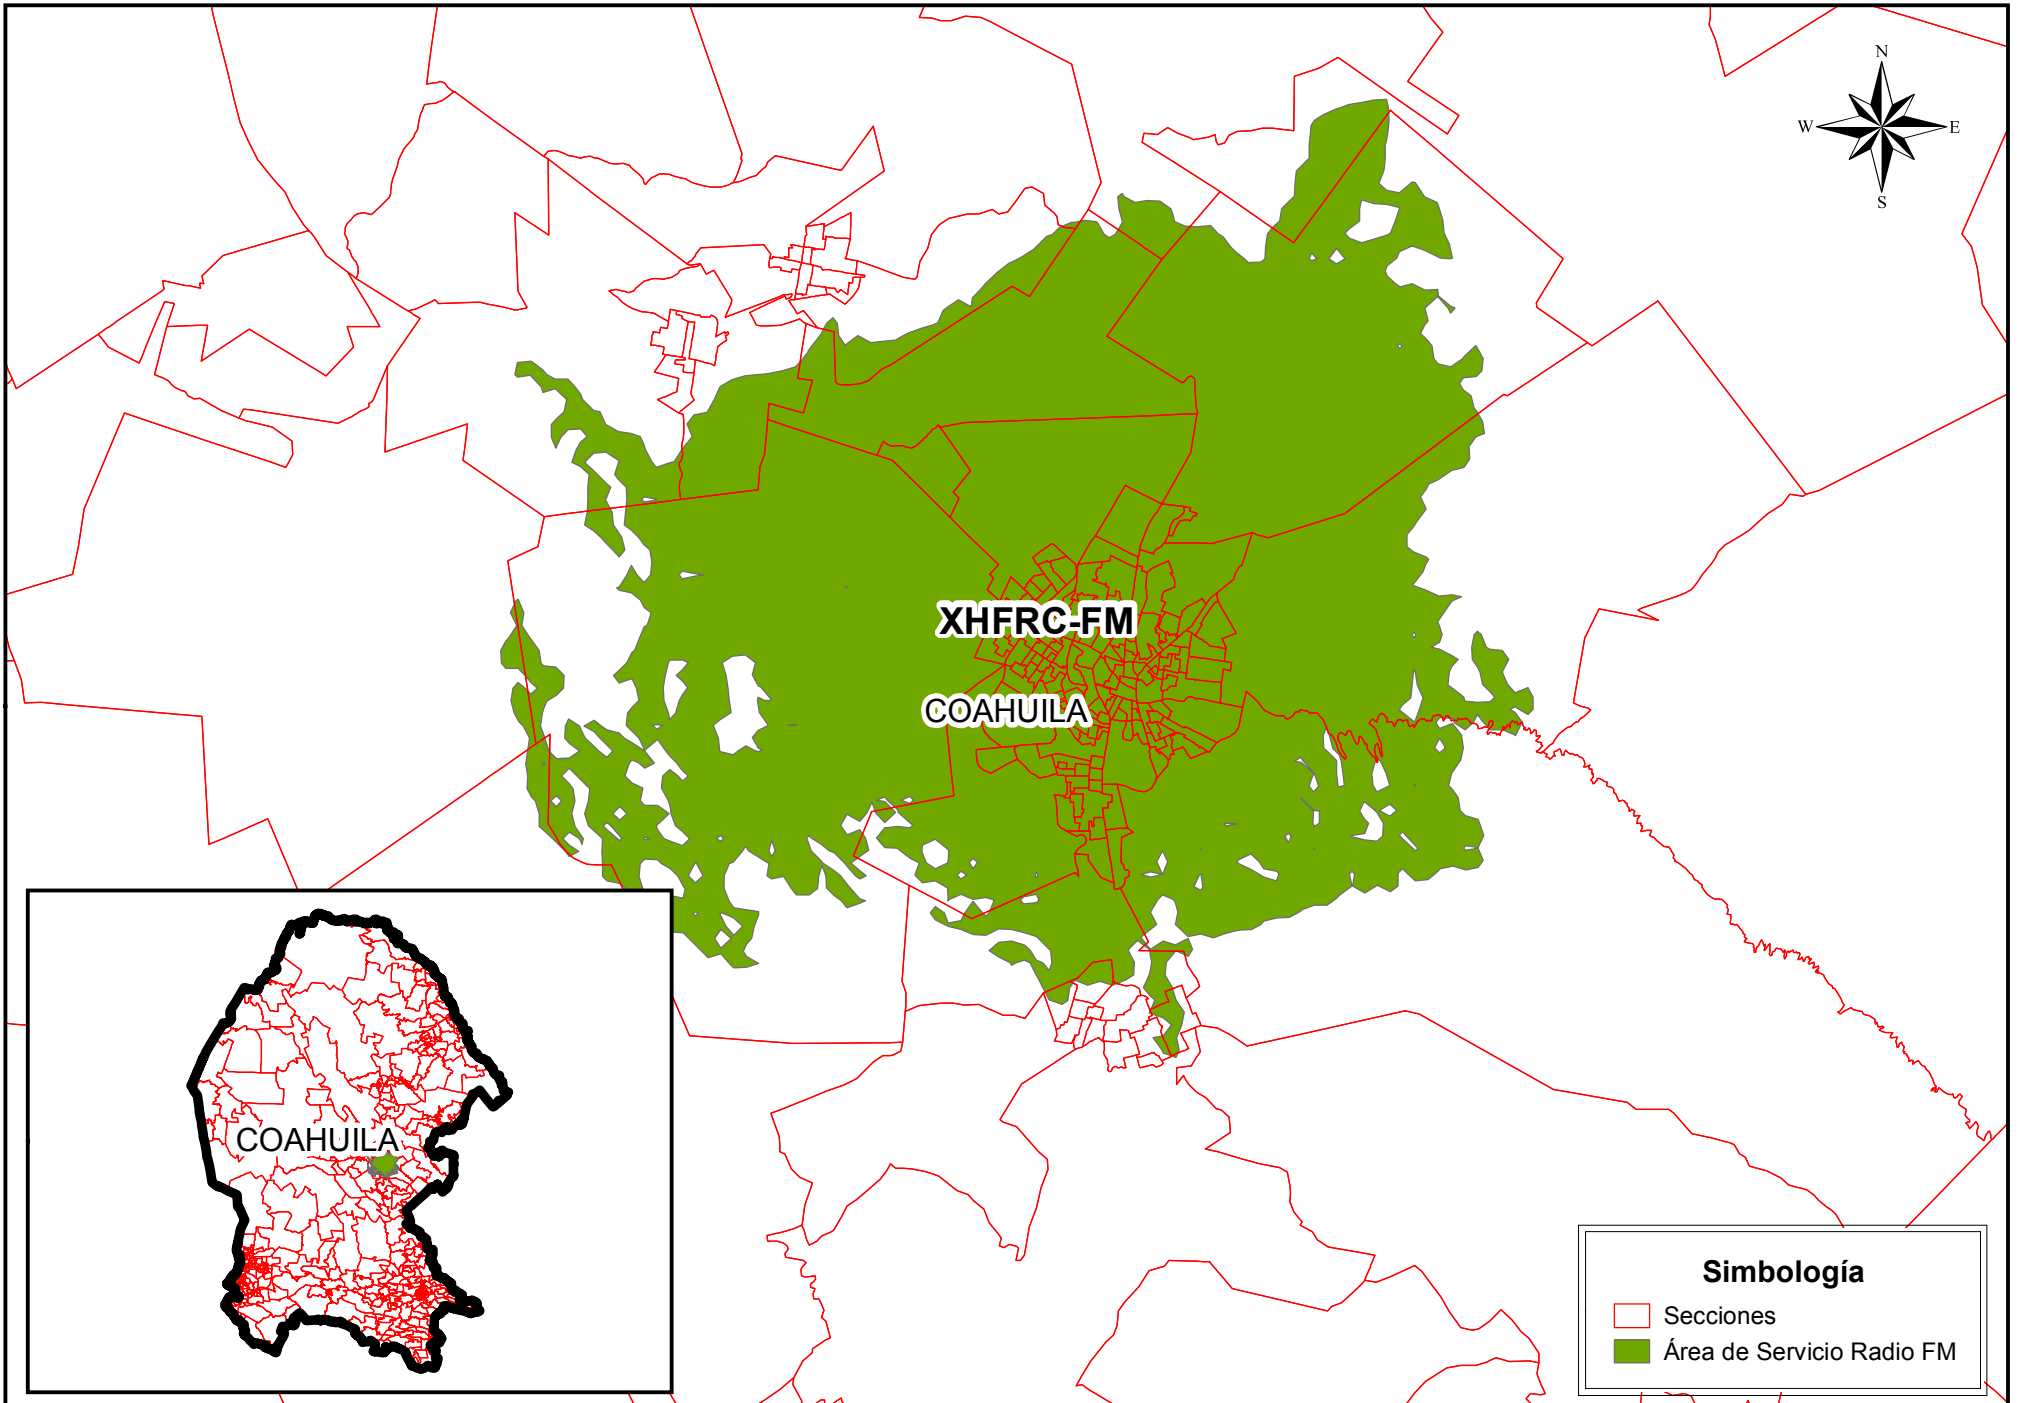 N
W E
S
XHFRC-FM
COAHUILA
COAHUILA
Simbología
Secciones
Área de Servicio Radio FM